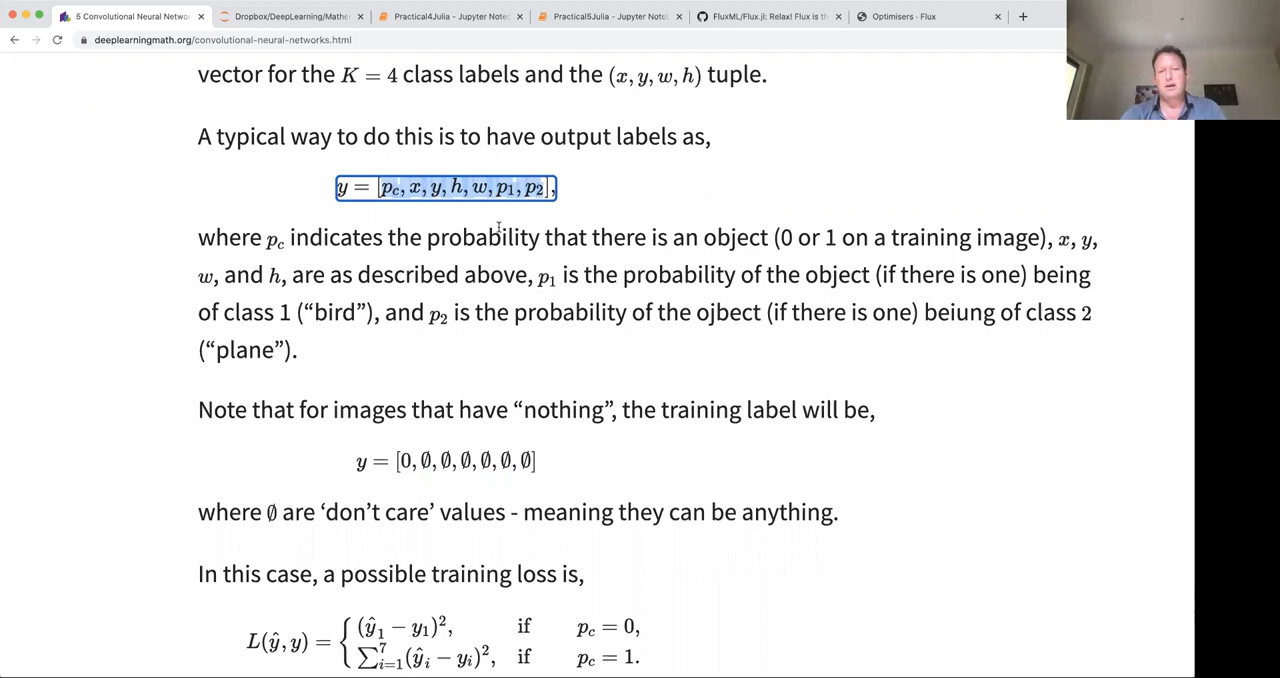 5 Convolutional Neural Netwo
Dropbox/DeepLearning/Mathe
Practical4Julia - Jupyter Note
Practical5Julia - Jupyter Note
FluxML/Flux.jl: Relax! Flux is th
Optimisers · Flux
deeplearningmath.org/convolutional-neural-networks.html
vector for the K = 4 class labels and the (x, y, w, h) tuple.
A typical way to do this is to have output labels as,
y = [p_c, x, y, h, w, p_1, p_2],
where p_c indicates the probability that there is an object (0 or 1 on a training image), x, y,
w, and h, are as described above, p_1 is the probability of the object (if there is one) being
of class 1 (“bird”), and p_2 is the probability of the ojbect (if there is one) beiung of class 2
(“plane”).
Note that for images that have “nothing”, the training label will be,
y = [0, ∅, ∅, ∅, ∅, ∅, ∅]
where ∅ are ‘don’t care’ values - meaning they can be anything.
In this case, a possible training loss is,
L(ŷ, y) = { (ŷ_1 − y_1)^2, if p_c = 0,
∑_{i=1}^7 (ŷ_i − y_i)^2, if p_c = 1.